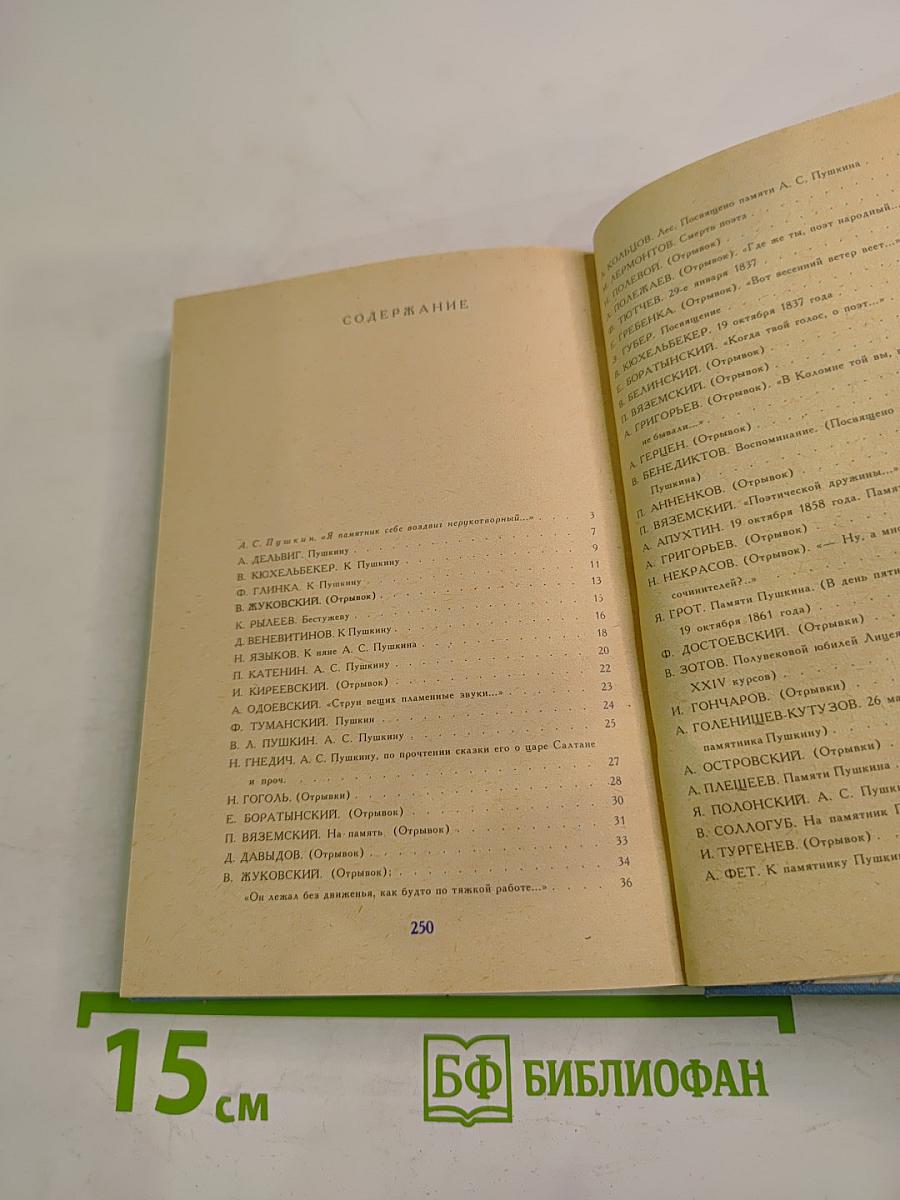 СОДЕРЖАНИЕ
А. С. Пушкин. «Я памятник себе воздвиг нерукотворный...» . 3
А. ДЕЛЬВИГ. Пушкину . . . 7
В. КЮХЕЛЬБЕКЕР. К Пушкину . . . 9
Ф. ГЛИНКА. К Пушкину . . . 11
В. ЖУКОВСКИЙ. (Отрывок) . . . 13
К. РЫЛЕЕВ. Бестужеву . . . 15
Д. ВЕНЕВИТИНОВ. К Пушкину . . . 16
Н. ЯЗЫКОВ. К няне А. С. Пушкина . . . 18
П. КАТЕНИН. А. С. Пушкину . . . 20
И. КИРЕЕВСКИЙ. (Отрывок) . . . 22
А. ОДОЕВСКИЙ. «Струн вещих пламенные звуки...» . . . 23
Ф. ТУМАНСКИЙ. Пушкин . . . 24
В. Л. ПУШКИН. А. С. Пушкину . . . 25
Н. ГНЕДИЧ. А. С. Пушкину, по прочтении сказки его о царе Салтане
и проч. . . . 27
Н. ГОГОЛЬ. (Отрывки) . . . 28
Е. БОРАТЫНСКИЙ. (Отрывок) . . . 30
П. ВЯЗЕМСКИЙ. На память. (Отрывок) . . . 31
Д. ДАВЫДОВ. (Отрывок) . . . 33
В. ЖУКОВСКИЙ. (Отрывок); . . . 34
«Он лежал без движенья, как будто по тяжкой работе...» . . . 36
250
КОЛЬЦОВ. Лес. Посвящено памяти А. С. Пушкина . .
ЛЕРМОНТОВ. Смерть поэта .
Н. ПОЛЕВОЙ. (Отрывок) . . .
А. ПОЛЕЖАЕВ. (Отрывок). «Где же ты, поэт народный...
Ф. ТЮТЧЕВ. 29-е января 1837 . . .
Е. ГРЕБЕНКА. (Отрывок). «Вот весенний ветер веет...»
Э. ГУБЕР. Посвящение . . .
В. КЮХЕЛЬБЕКЕР. 19 октября 1837 года . . .
Е. БОРАТЫНСКИЙ. «Когда твой голос, о поэт...» .
В. БЕЛИНСКИЙ. (Отрывок) . . .
П. ВЯЗЕМСКИЙ. (Отрывок) . . .
А. ГРИГОРЬЕВ. (Отрывок). «В Коломне той вы,
не бывали...» . . .
А. ГЕРЦЕН. (Отрывок) . . .
В. БЕНЕДИКТОВ. Воспоминание. (Посвящено
Пушкина) . . .
П. АННЕНКОВ. (Отрывок) . . .
П. ВЯЗЕМСКИЙ. «Поэтической дружины...»
А. АПУХТИН. 19 октября 1858 года.
А. ГРИГОРЬЕВ. (Отрывок) . . .
Н. НЕКРАСОВ. (Отрывок). «— Ну, а
сочинителей?..» . . .
Я. ГРОТ. Памяти Пушкина. (В день
19 октября 1861 года) . . .
Ф. ДОСТОЕВСКИЙ. (Отрывки) . . .
В. ЗОТОВ. Полувековой юбилей
XXIV курсов) . . .
И. ГОНЧАРОВ. (Отрывки) . . .
А. ГОЛЕНИЩЕВ-КУТУЗОВ. 26
памятника Пушкину) . . .
А. ОСТРОВСКИЙ. (Отрывки) . .
А. ПЛЕЩЕЕВ. Памяти Пушкина .
Я. ПОЛОНСКИЙ. А. С.
В. СОЛЛОГУБ. На памятник
И. ТУРГЕНЕВ. (Отрывок) . .
А. ФЕТ. К памятнику
15 см
БФ БИБЛИОФАН